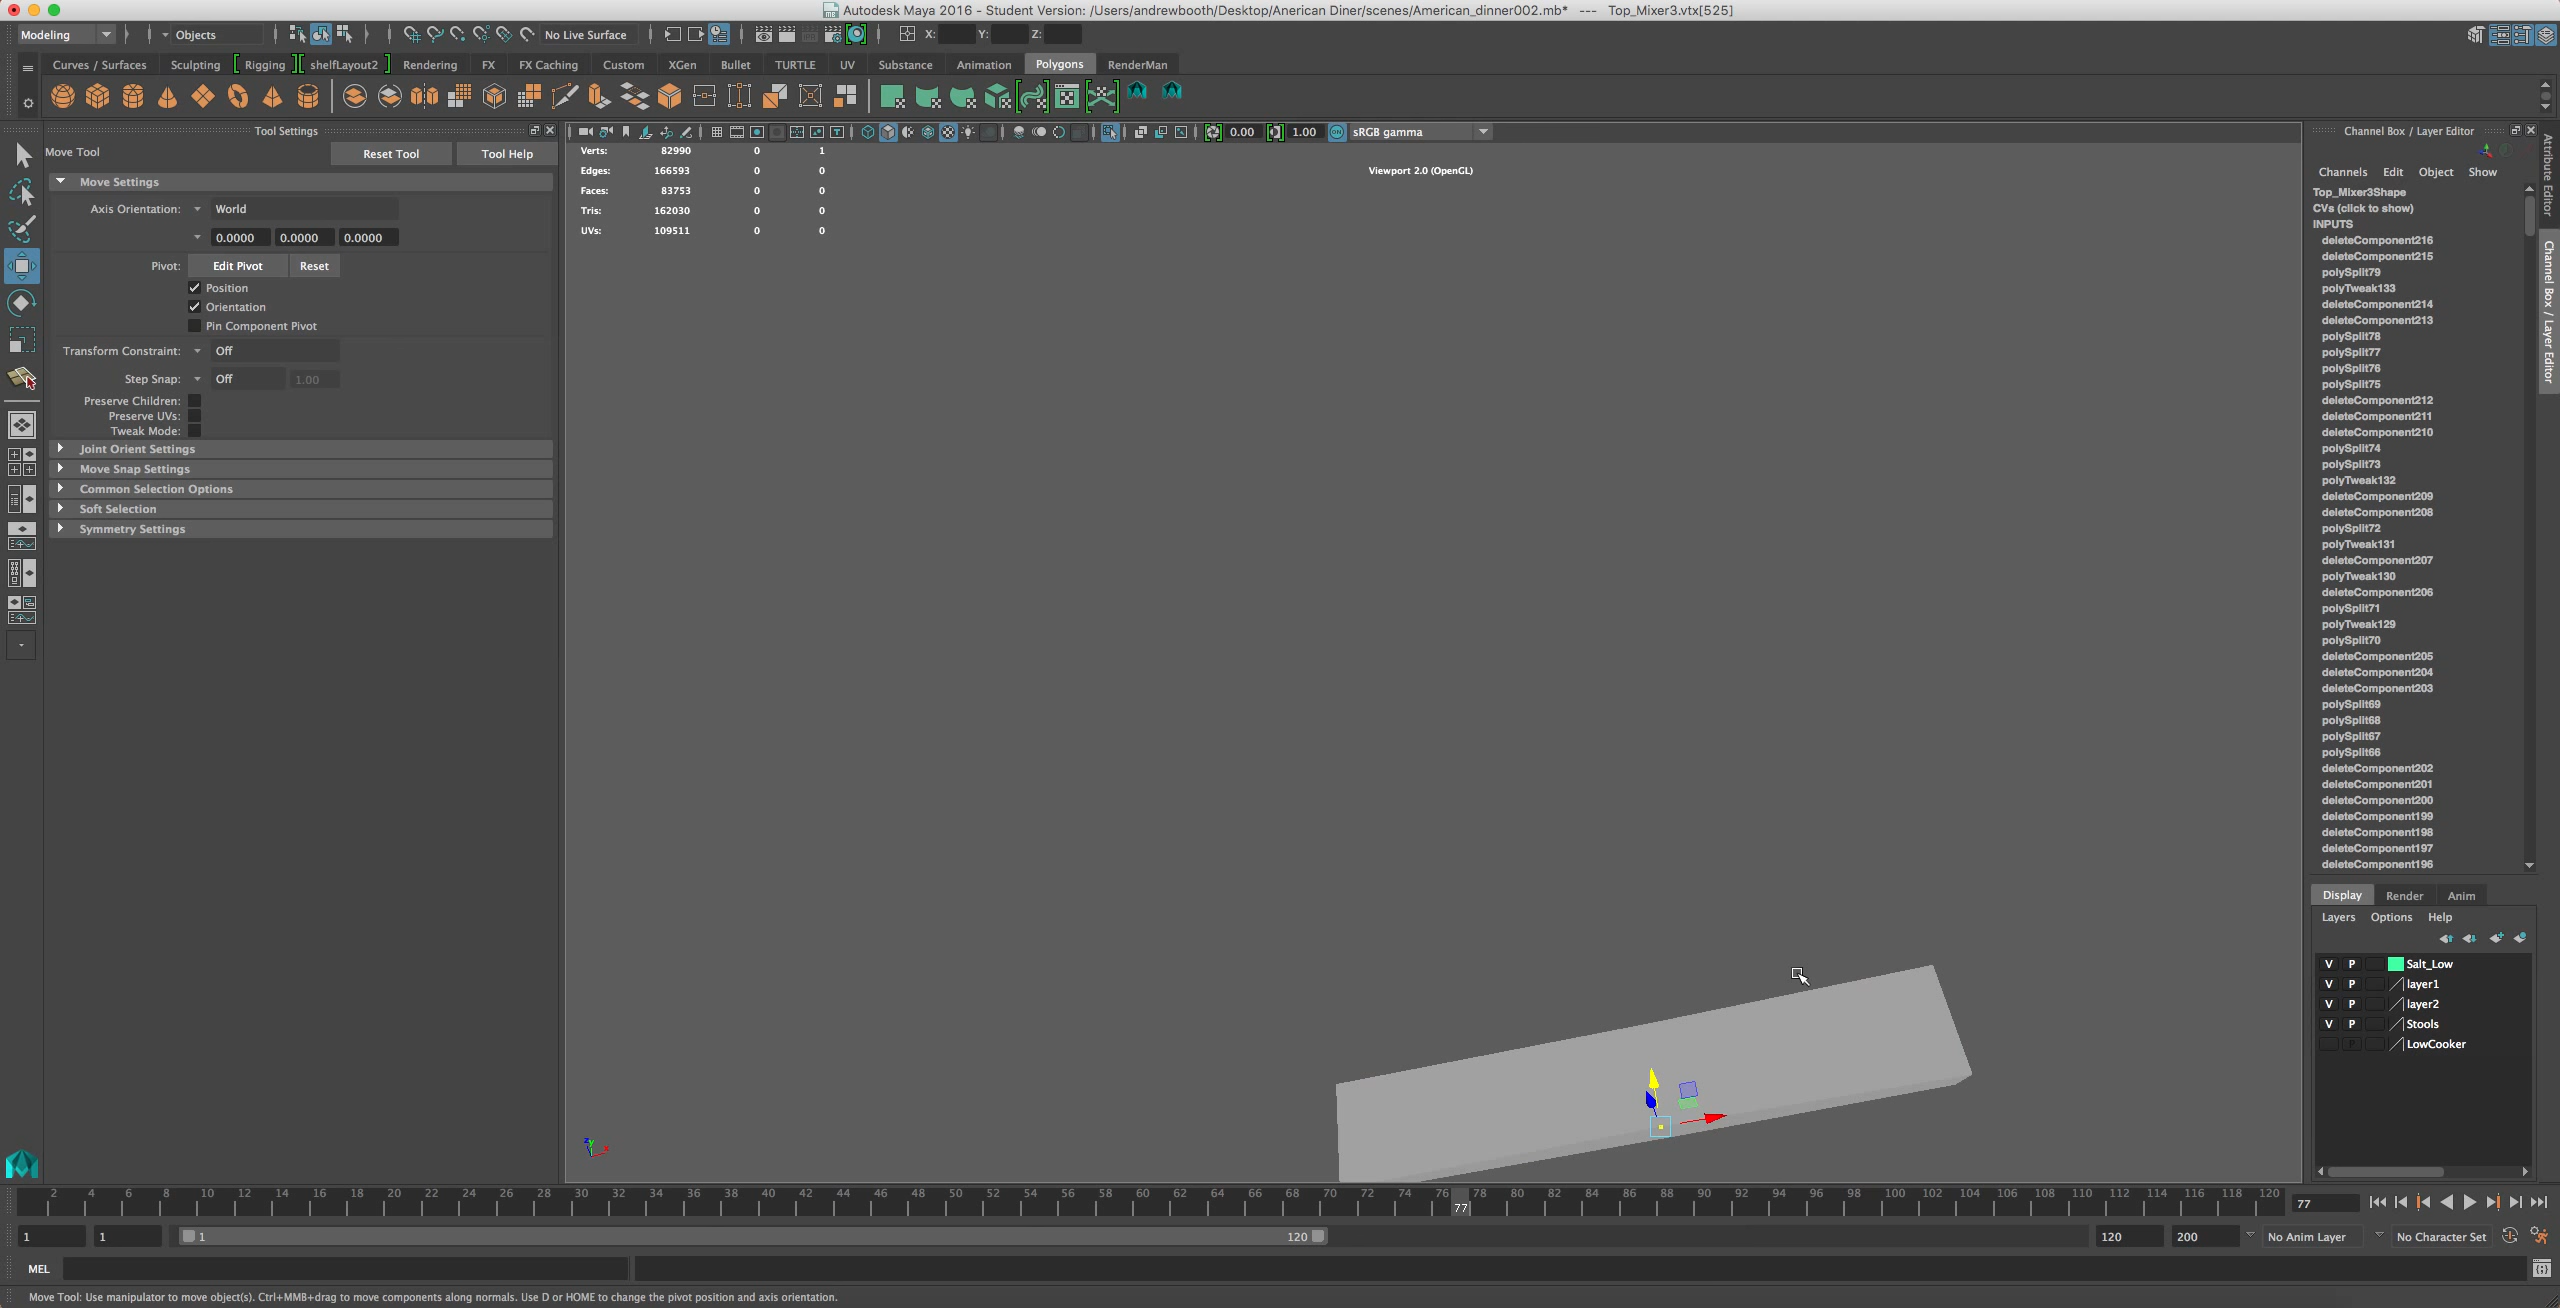 Autodesk Maya 2016 - Student Version: /Users/andrewbooth/Desktop/Anerican Diner/scenes/American_dinner002.mb* --- Top_Mixer3.vtx[525]
Modeling Objects No Live Surface X: Y: Z:
Curves / Surfaces Sculpting Rigging shelfLayout2 Rendering FX FX Caching Custom XGen Bullet TURTLE UV Substance Animation Polygons RenderMan
Tool Settings
Move Tool Reset Tool Tool Help
Move Settings
Axis Orientation: World
0.0000 0.0000 0.0000
Pivot: Edit Pivot Reset
Position
Orientation
Pin Component Pivot
Transform Constraint: Off
Step Snap: Off 1.00
Preserve Children:
Preserve UVs:
Tweak Mode:
Joint Orient Settings
Move Snap Settings
Common Selection Options
Soft Selection
Symmetry Settings
0.00 1.00 ON sRGB gamma
Verts: 82990 0 1
Edges: 166593 0 0
Faces: 83753 0 0
Tris: 162030 0 0
UVs: 109511 0 0
Viewport 2.0 (OpenGL)
Channel Box / Layer Editor
Channels Edit Object Show
Top_Mixer3Shape
CVs (click to show)
INPUTS
deleteComponent216
deleteComponent215
polySplit79
polyTweak133
deleteComponent214
deleteComponent213
polySplit78
polySplit77
polySplit76
polySplit75
deleteComponent212
deleteComponent211
deleteComponent210
polySplit74
polySplit73
polyTweak132
deleteComponent209
deleteComponent208
polySplit72
polyTweak131
deleteComponent207
polyTweak130
deleteComponent206
polySplit71
polyTweak129
polySplit70
deleteComponent205
deleteComponent204
deleteComponent203
polySplit69
polySplit68
polySplit67
polySplit66
deleteComponent202
deleteComponent201
deleteComponent200
deleteComponent199
deleteComponent198
deleteComponent197
deleteComponent196
Attribute Editor
Channel Box / Layer Editor
Display Render Anim
Layers Options Help
V P Salt_Low
V P layer1
V P layer2
V P Stools
P LowCooker
z y x
2 4 6 8 10 12 14 16 18 20 22 24 26 28 30 32 34 36 38 40 42 44 46 48 50 52 54 56 58 60 62 64 66 68 70 72 74 76 78 80 82 84 86 88 90 92 94 96 98 100 102 104 106 108 110 112 114 116 118 120
77 77
1 1 1 120 120 200 No Anim Layer No Character Set
MEL
Move Tool: Use manipulator to move object(s). Ctrl+MMB+drag to move components along normals. Use D or HOME to change the pivot position and axis orientation.